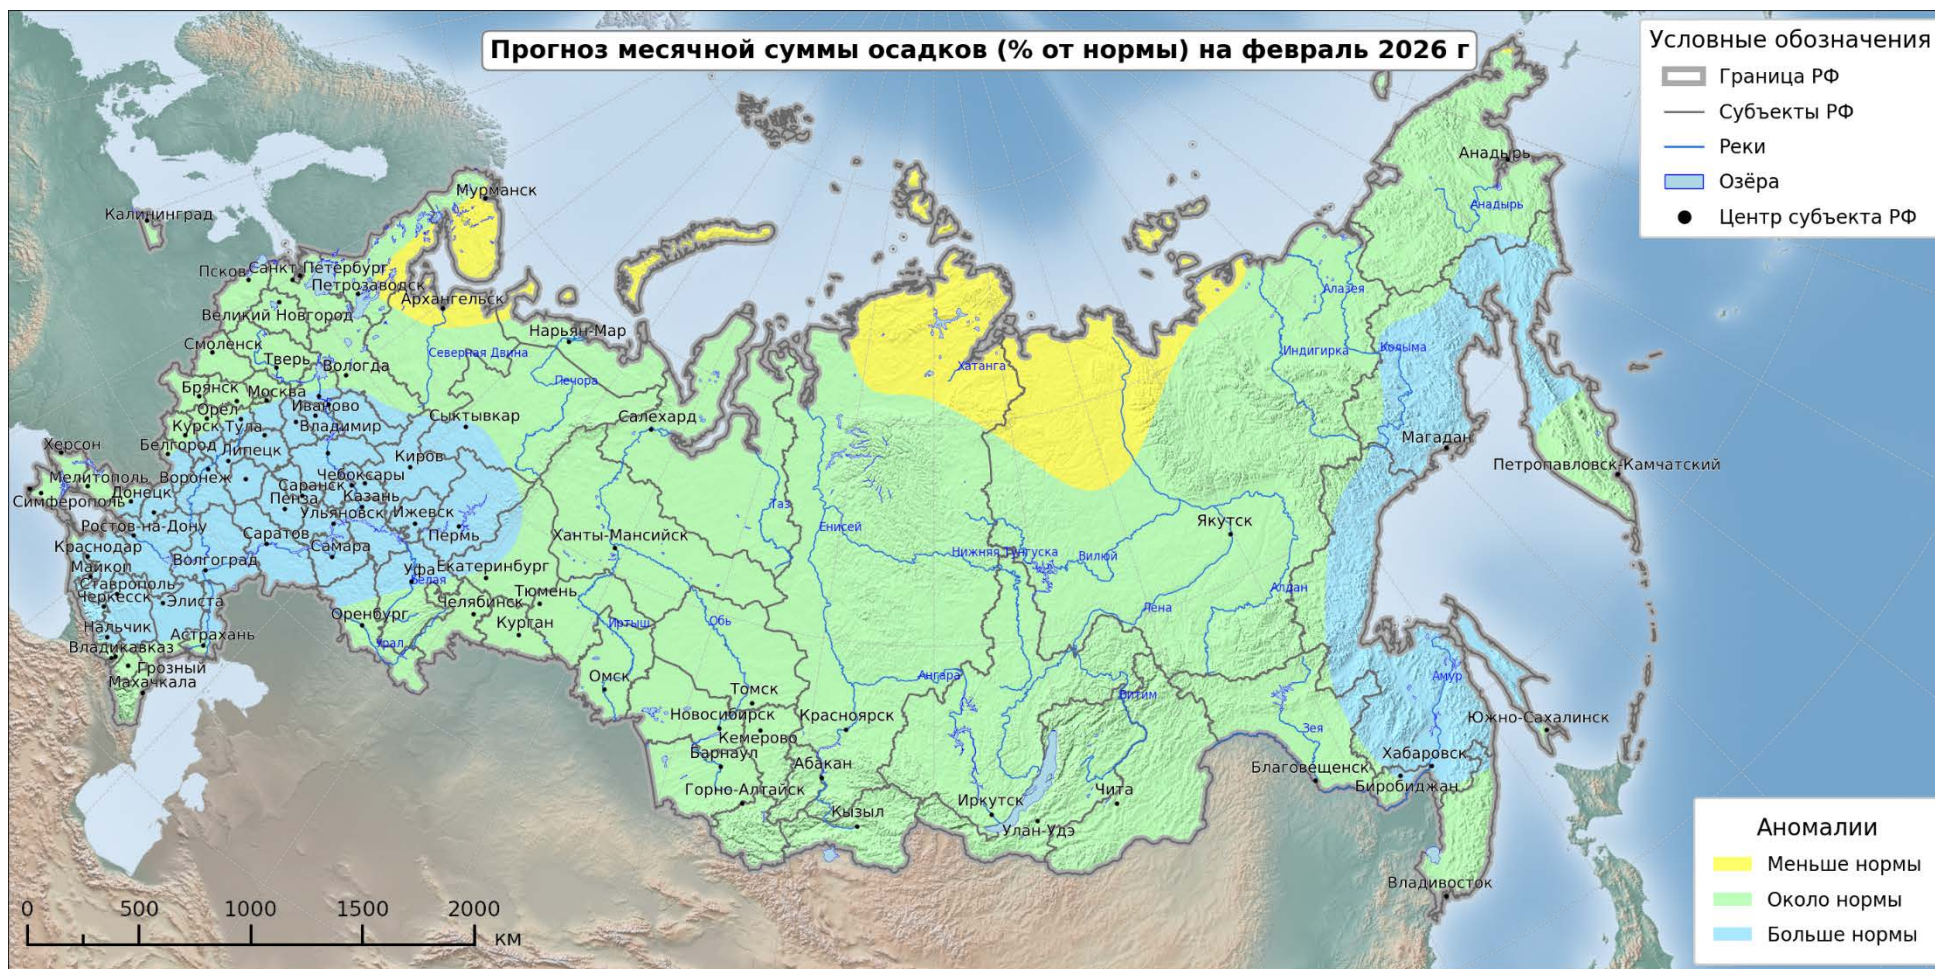 Прогноз месячной суммы осадков (% от нормы) на февраль 2026 г
Условные обозначения
Граница РФ
Субъекты РФ
Реки
Озёра
Центр субъекта РФ
Анадырь
Анадырь
Мурманск
Калининград
Псков
Санкт-Петербург
Петрозаводск
Архангельск
Великий Новгород
Нарьян-Мар
Смоленск
Тверь
Вологда
Северная Двина
Печора
Хатанга
Алазея
Индигирка
Колыма
Брянск
Москва
Иваново
Орёл
Владимир
Сыктывкар
Салехард
Курск
Тула
Белгород
Липецк
Киров
Магадан
Херсон
Мелитополь
Воронеж
Чебоксары
Саранск
Казань
Пенза
Симферополь
Донецк
Ульяновск
Ижевск
Петропавловск-Камчатский
Ростов-на-Дону
Саратов
Самара
Пермь
Ханты-Мансийск
Таз
Енисей
Якутск
Краснодар
Волгоград
Нижняя Тунгуска
Вилюй
Майкоп
Уфа
Екатеринбург
Белая
Ставрополь
Черкесск
Элиста
Челябинск
Тюмень
Алдан
Лена
Нальчик
Астрахань
Оренбург
Курган
Иртыш
Обь
Владикавказ
Урал
Грозный
Махачкала
Омск
Томск
Ангара
Витим
Амур
Новосибирск
Красноярск
Кемерово
Зея
Южно-Сахалинск
Барнаул
Абакан
Хабаровск
Благовещенск
Биробиджан
Горно-Алтайск
Кызыл
Иркутск
Чита
Улан-Удэ
Владивосток
Аномалии
Меньше нормы
Около нормы
Больше нормы
0 500 1000 1500 2000
км